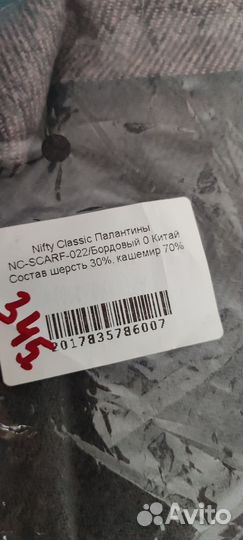 Nifty Classic Палантины
NC-SCARF-022/Бордовый 0 Китай
Состав шерсть 30%, кашемир 70%
345
2017835786007
Avito